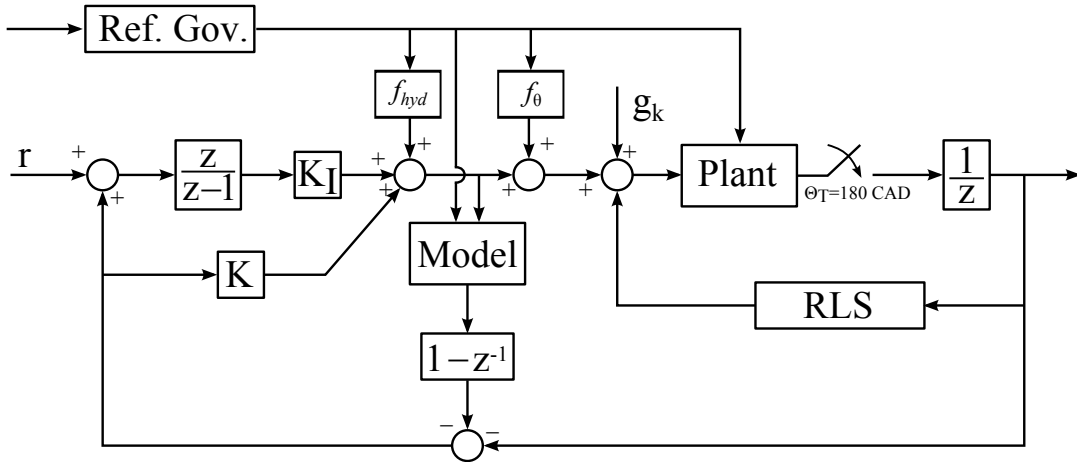 Ref. Gov.
f_hyd
f_θ
g_k
r
+
+
z
z−1
K_I
+
+
+
+
+
+
+
Plant
Θ_T=180 CAD
1
z
K
Model
RLS
1−z^-1
−
−